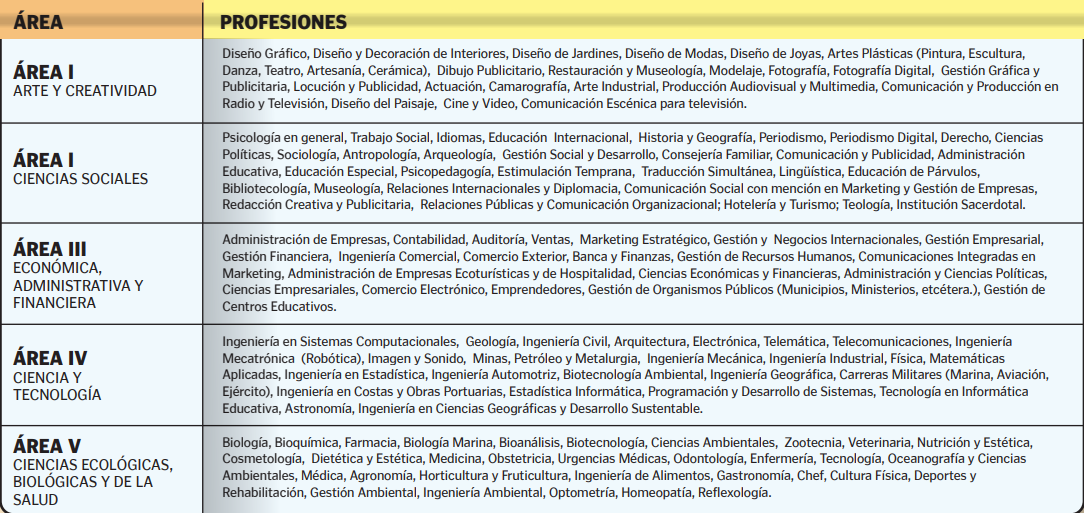 ÁREA
PROFESIONES
ÁREA I
ARTE Y CREATIVIDAD
Diseño Gráfico, Diseño y Decoración de Interiores, Diseño de Jardines, Diseño de Modas, Diseño de Joyas, Artes Plásticas (Pintura, Escultura,
Danza, Teatro, Artesanía, Cerámica), Dibujo Publicitario, Restauración y Museología, Modelaje, Fotografía, Fotografía Digital, Gestión Gráfica y
Publicitaria, Locución y Publicidad, Actuación, Camarografía, Arte Industrial, Producción Audiovisual y Multimedia, Comunicación y Producción en
Radio y Televisión, Diseño del Paisaje, Cine y Video, Comunicación Escénica para televisión.
ÁREA I
CIENCIAS SOCIALES
Psicología en general, Trabajo Social, Idiomas, Educación Internacional, Historia y Geografía, Periodismo, Periodismo Digital, Derecho, Ciencias
Políticas, Sociología, Antropología, Arqueología, Gestión Social y Desarrollo, Consejería Familiar, Comunicación y Publicidad, Administración
Educativa, Educación Especial, Psicopedagogía, Estimulación Temprana, Traducción Simultánea, Lingüística, Educación de Párvulos,
Bibliotecología, Museología, Relaciones Internacionales y Diplomacia, Comunicación Social con mención en Marketing y Gestión de Empresas,
Redacción Creativa y Publicitaria, Relaciones Públicas y Comunicación Organizacional; Hotelería y Turismo; Teología, Institución Sacerdotal.
ÁREA III
ECONÓMICA,
ADMINISTRATIVA Y
FINANCIERA
Administración de Empresas, Contabilidad, Auditoría, Ventas, Marketing Estratégico, Gestión y Negocios Internacionales, Gestión Empresarial,
Gestión Financiera, Ingeniería Comercial, Comercio Exterior, Banca y Finanzas, Gestión de Recursos Humanos, Comunicaciones Integradas en
Marketing, Administración de Empresas Ecoturísticas y de Hospitalidad, Ciencias Económicas y Financieras, Administración y Ciencias Políticas,
Ciencias Empresariales, Comercio Electrónico, Emprendedores, Gestión de Organismos Públicos (Municipios, Ministerios, etcétera.), Gestión de
Centros Educativos.
ÁREA IV
CIENCIA Y
TECNOLOGÍA
Ingeniería en Sistemas Computacionales, Geología, Ingeniería Civil, Arquitectura, Electrónica, Telemática, Telecomunicaciones, Ingeniería
Mecatrónica (Robótica), Imagen y Sonido, Minas, Petróleo y Metalurgia, Ingeniería Mecánica, Ingeniería Industrial, Física, Matemáticas
Aplicadas, Ingeniería en Estadística, Ingeniería Automotriz, Biotecnología Ambiental, Ingeniería Geográfica, Carreras Militares (Marina, Aviación,
Ejército), Ingeniería en Costas y Obras Portuarias, Estadística Informática, Programación y Desarrollo de Sistemas, Tecnología en Informática
Educativa, Astronomía, Ingeniería en Ciencias Geográficas y Desarrollo Sustentable.
ÁREA V
CIENCIAS ECOLÓGICAS,
BIOLÓGICAS Y DE LA
SALUD
Biología, Bioquímica, Farmacia, Biología Marina, Bioanálisis, Biotecnología, Ciencias Ambientales, Zootecnia, Veterinaria, Nutrición y Estética,
Cosmetología, Dietética y Estética, Medicina, Obstetricia, Urgencias Médicas, Odontología, Enfermería, Tecnología, Oceanografía y Ciencias
Ambientales, Médica, Agronomía, Horticultura y Fruticultura, Ingeniería de Alimentos, Gastronomía, Chef, Cultura Física, Deportes y
Rehabilitación, Gestión Ambiental, Ingeniería Ambiental, Optometría, Homeopatía, Reflexología.